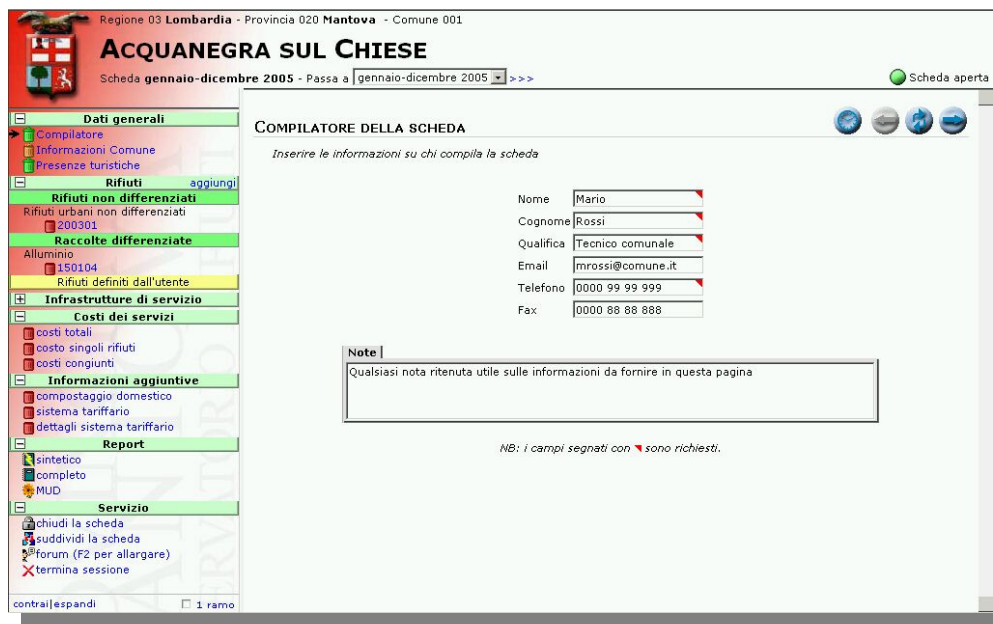 Regione 03 Lombardia - Provincia 020 Mantova - Comune 001
ACQUANEGRA SUL CHIESE
Scheda gennaio-dicembre 2005 - Passa a gennaio-dicembre 2005 >>>
Scheda aperta
Dati generali
Compilatore
Informazioni Comune
Presenze turistiche
Rifiuti aggiungi
Rifiuti non differenziati
Rifiuti urbani non differenziati
200301
Raccolte differenziate
Alluminio
150104
Rifiuti definiti dall'utente
Infrastrutture di servizio
Costi dei servizi
costi totali
costo singoli rifiuti
costi congiunti
Informazioni aggiuntive
compostaggio domestico
sistema tariffario
dettagli sistema tariffario
Report
sintetico
completo
MUD
Servizio
chiudi la scheda
suddividi la scheda
forum (F2 per allargare)
termina sessione
contrai|espandi 1 ramo
COMPILATORE DELLA SCHEDA
Inserire le informazioni su chi compila la scheda
Nome Mario
Cognome Rossi
Qualifica Tecnico comunale
Email mrossi@comune.it
Telefono 0000 99 99 999
Fax 0000 88 88 888
Note
Qualsiasi nota ritenuta utile sulle informazioni da fornire in questa pagina
NB: i campi segnati con sono richiesti.